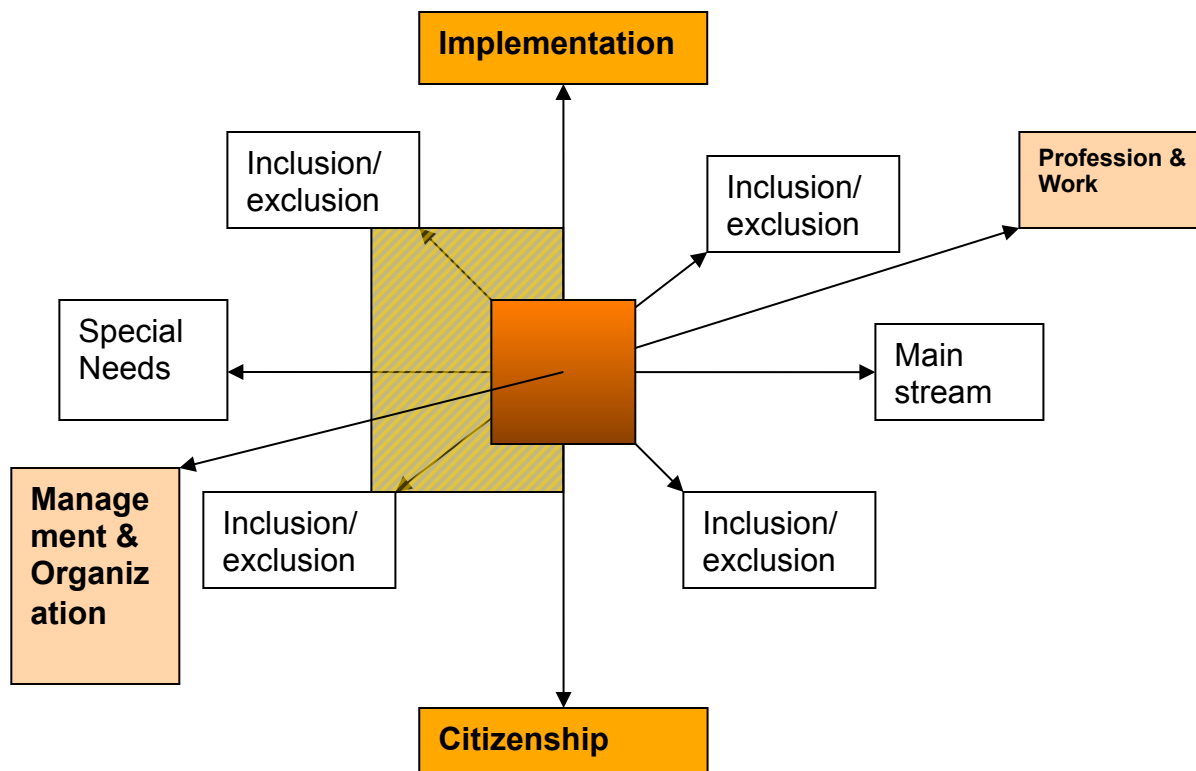 Implementation
Inclusion/
exclusion
Inclusion/
exclusion
Profession &
Work
Special
Needs
Main
stream
Manage
ment &
Organiz
ation
Inclusion/
exclusion
Inclusion/
exclusion
Citizenship